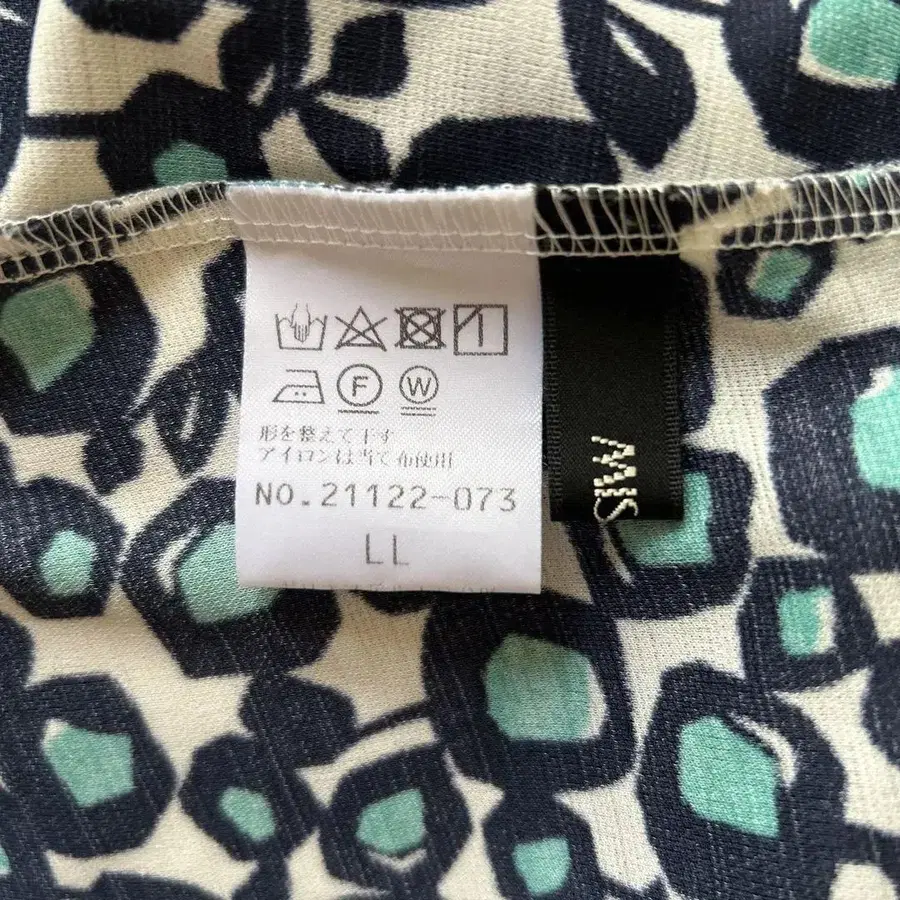 F W
形を整えて干す
アイロンは当て布使用
NO.21122-073
LL